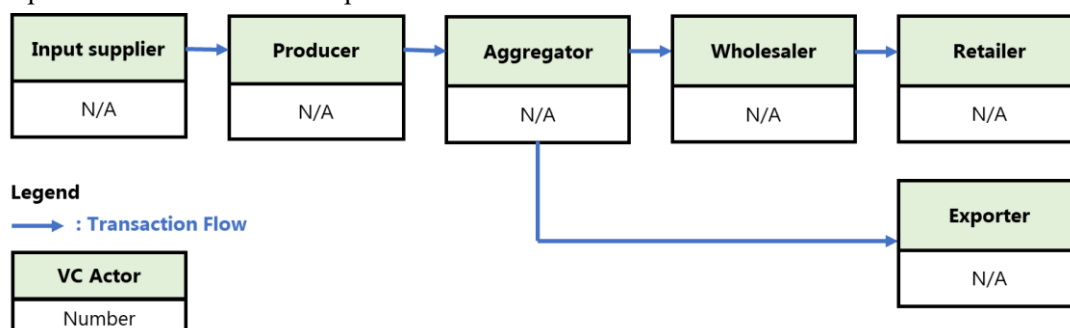 Input supplier
Producer
Aggregator
Wholesaler
Retailer
N/A
N/A
N/A
N/A
N/A
Legend
: Transaction Flow
Exporter
N/A
VC Actor
Number